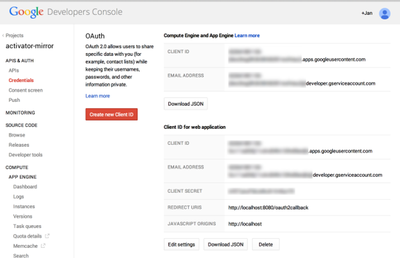 Google Developers Console
+Jan
Projects
activator-mirror
APIS & AUTH
APIs
Credentials
Consent screen
Push
MONITORING
SOURCE CODE
Browse
Releases
Developer tools
COMPUTE
APP ENGINE
Dashboard
Logs
Instances
Versions
Task queues
Quota details
Memcache
Search
OAuth
OAuth 2.0 allows users to share
specific data with you (for
example, contact lists) while
keeping their usernames,
passwords, and other
information private.
Learn more
Create new Client ID
Compute Engine and App Engine Learn more
CLIENT ID
.apps.googleusercontent.com
EMAIL ADDRESS
developer.gserviceaccount.com
Download JSON
Client ID for web application
CLIENT ID
.apps.googleusercontent.com
EMAIL ADDRESS
developer.gserviceaccount.com
CLIENT SECRET
REDIRECT URIS
http://localhost:8080/oauth2callback
JAVASCRIPT ORIGINS
http://localhost
Edit settings
Download JSON
Delete